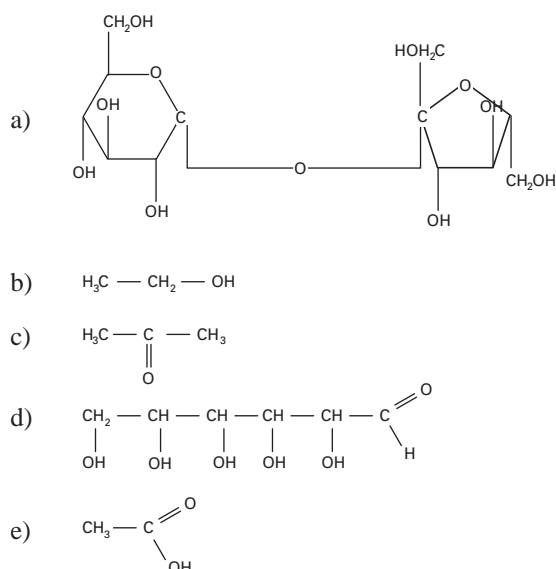 CH₂OH
HOH₂C
O
O
OH
OH
a)
C
C
O
OH
CH₂OH
OH
OH
b) H₃C — CH₂ — OH
c) H₃C — C — CH₃
O
d) CH₂ — CH — CH — CH — CH — C
O
H
OH OH OH OH OH
e) CH₃ — C
O
OH